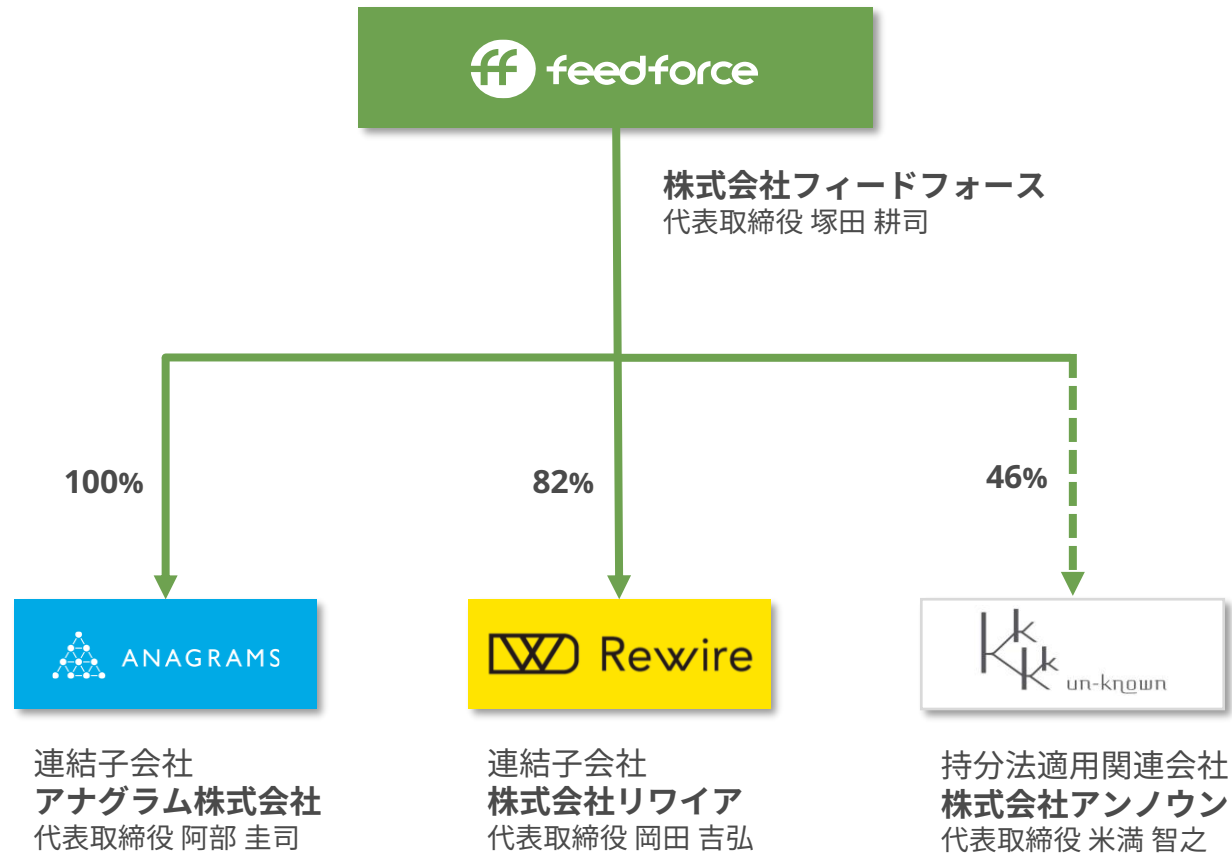 ff feedforce
株式会社フィードフォース
代表取締役 塚田 耕司
100%
82%
46%
ANAGRAMS
Rewire
un-known
連結子会社
アナグラム株式会社
代表取締役 阿部 圭司
連結子会社
株式会社リワイア
代表取締役 岡田 吉弘
持分法適用関連会社
株式会社アンノウン
代表取締役 米満 智之